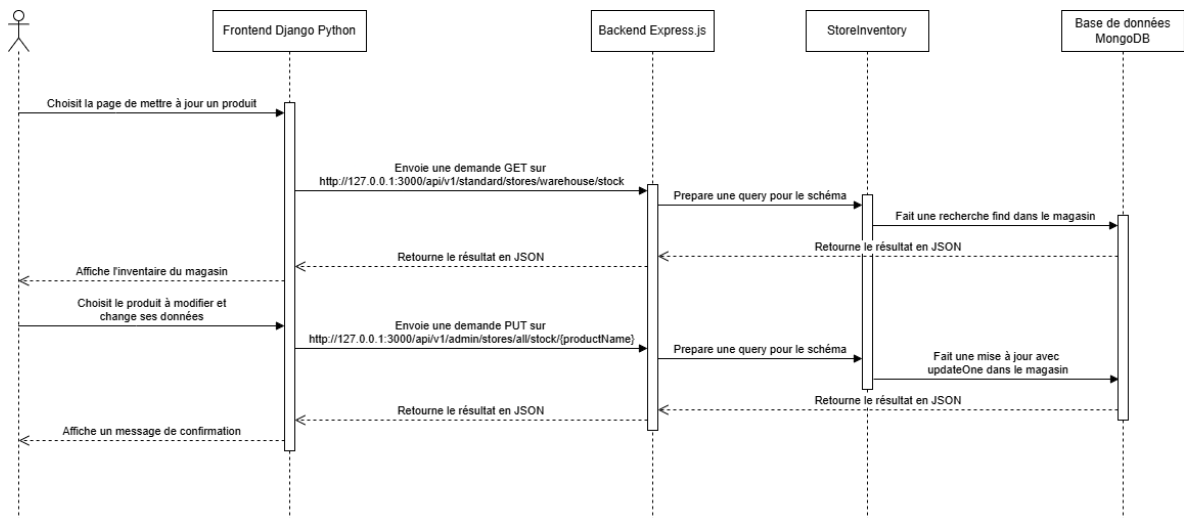 Frontend Django Python
Backend Express.js
StoreInventory
Base de données
MongoDB
Choisit la page de mettre à jour un produit
Envoie une demande GET sur
http://127.0.0.1:3000/api/v1/standard/stores/warehouse/stock
Prepare une query pour le schéma
Fait une recherche find dans le magasin
Retourne le résultat en JSON
Retourne le résultat en JSON
Affiche l'inventaire du magasin
Choisit le produit à modifier et
change ses données
Envoie une demande PUT sur
http://127.0.0.1:3000/api/v1/admin/stores/all/stock/{productName}
Prepare une query pour le schéma
Fait une mise à jour avec
updateOne dans le magasin
Retourne le résultat en JSON
Retourne le résultat en JSON
Affiche un message de confirmation